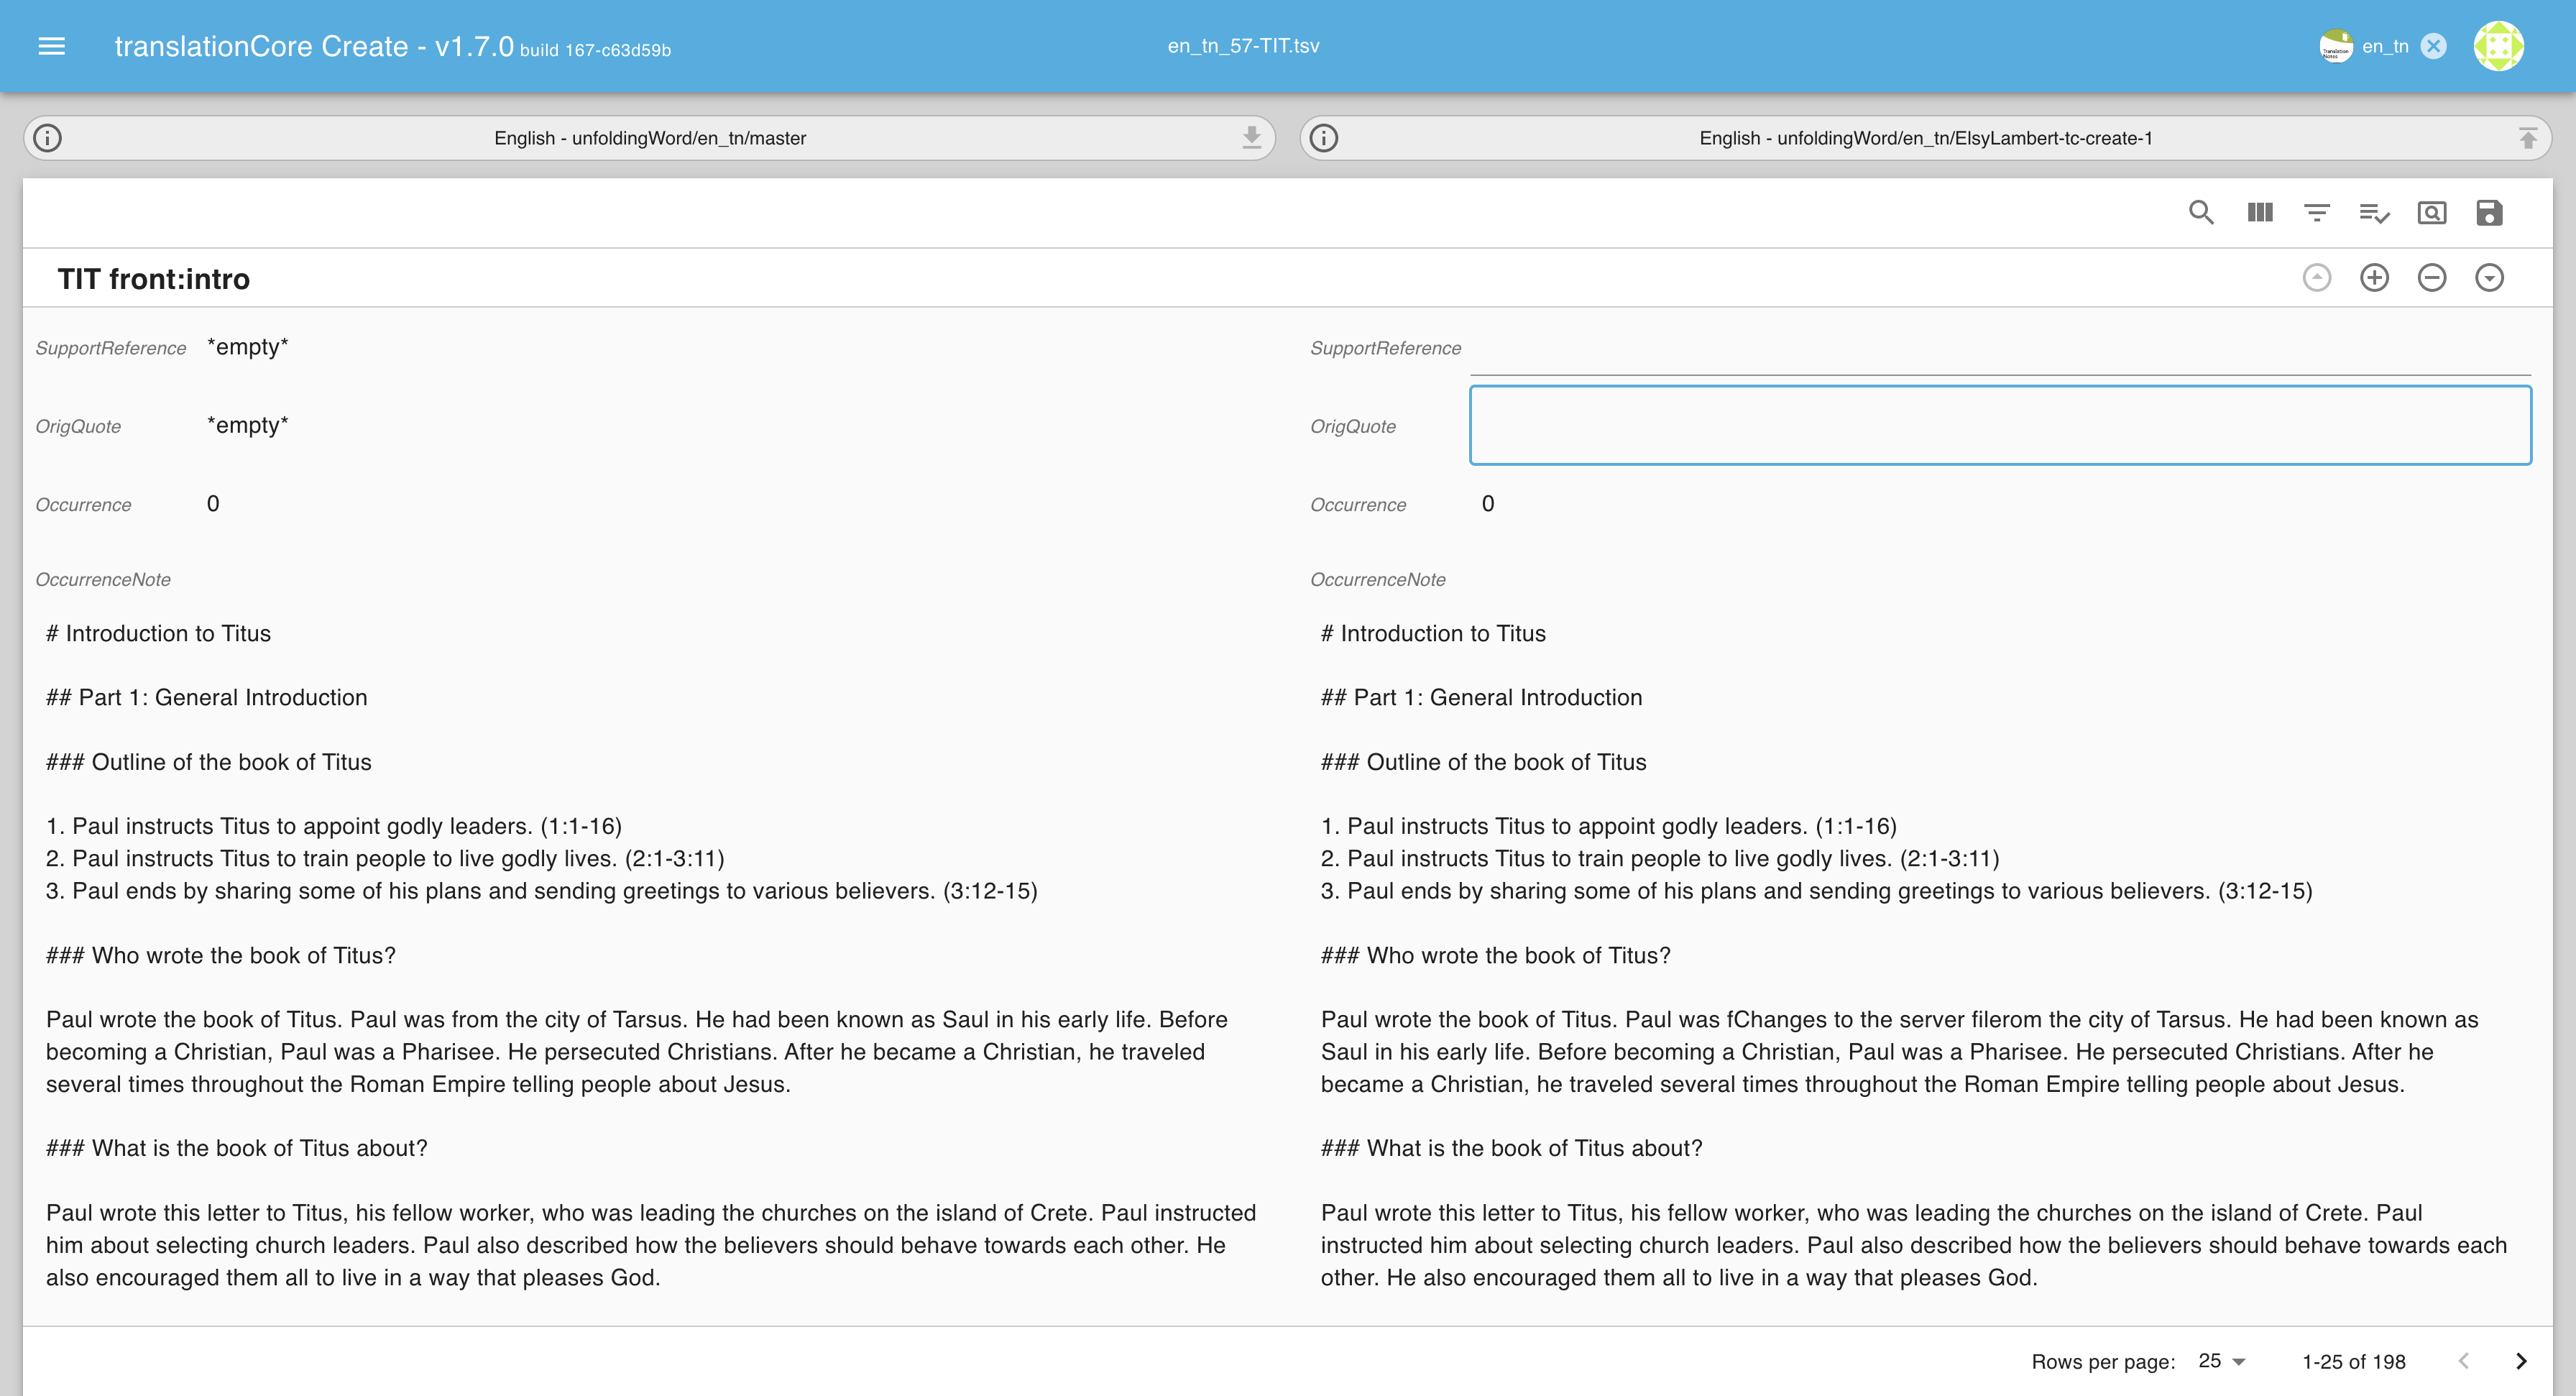 translationCore Create - v1.7.0 build 167-c63d59b
en_tn_57-TIT.tsv
Translation
Notes
en_tn
English - unfoldingWord/en_tn/master
English - unfoldingWord/en_tn/ElsyLambert-tc-create-1
TIT front:intro
SupportReference *empty*
OrigQuote *empty*
Occurrence 0
OccurrenceNote
# Introduction to Titus
## Part 1: General Introduction
### Outline of the book of Titus
1. Paul instructs Titus to appoint godly leaders. (1:1-16)
2. Paul instructs Titus to train people to live godly lives. (2:1-3:11)
3. Paul ends by sharing some of his plans and sending greetings to various believers. (3:12-15)
### Who wrote the book of Titus?
Paul wrote the book of Titus. Paul was from the city of Tarsus. He had been known as Saul in his early life. Before
becoming a Christian, Paul was a Pharisee. He persecuted Christians. After he became a Christian, he traveled
several times throughout the Roman Empire telling people about Jesus.
### What is the book of Titus about?
Paul wrote this letter to Titus, his fellow worker, who was leading the churches on the island of Crete. Paul instructed
him about selecting church leaders. Paul also described how the believers should behave towards each other. He
also encouraged them all to live in a way that pleases God.
SupportReference
OrigQuote
Occurrence 0
OccurrenceNote
# Introduction to Titus
## Part 1: General Introduction
### Outline of the book of Titus
1. Paul instructs Titus to appoint godly leaders. (1:1-16)
2. Paul instructs Titus to train people to live godly lives. (2:1-3:11)
3. Paul ends by sharing some of his plans and sending greetings to various believers. (3:12-15)
### Who wrote the book of Titus?
Paul wrote the book of Titus. Paul was fChanges to the server filerom the city of Tarsus. He had been known as
Saul in his early life. Before becoming a Christian, Paul was a Pharisee. He persecuted Christians. After he
became a Christian, he traveled several times throughout the Roman Empire telling people about Jesus.
### What is the book of Titus about?
Paul wrote this letter to Titus, his fellow worker, who was leading the churches on the island of Crete. Paul
instructed him about selecting church leaders. Paul also described how the believers should behave towards each
other. He also encouraged them all to live in a way that pleases God.
Rows per page: 25 1-25 of 198